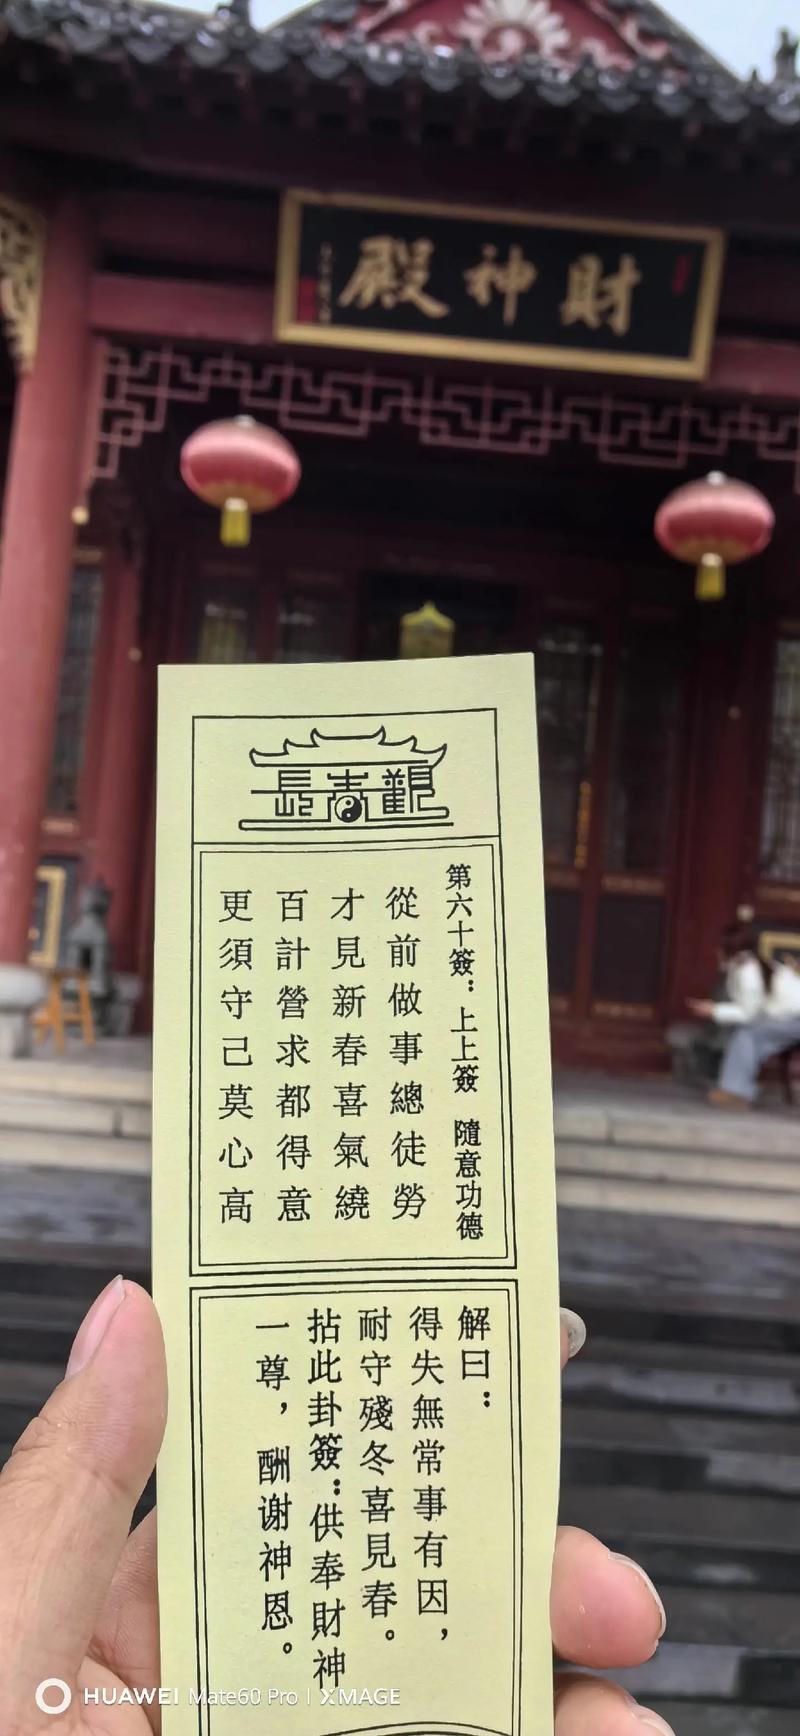 財神殿
長春觀
第六十簽：上上簽 隨意功德
從前做事總徒勞
才見新春喜氣繞
百計營求都得意
更須守己莫心高
解曰：
得失無常事有因，
耐守殘冬喜見春。
拈此卦簽：供奉財神
一尊，酬谢神恩。
HUAWEI Mate60 Pro | XMAGE